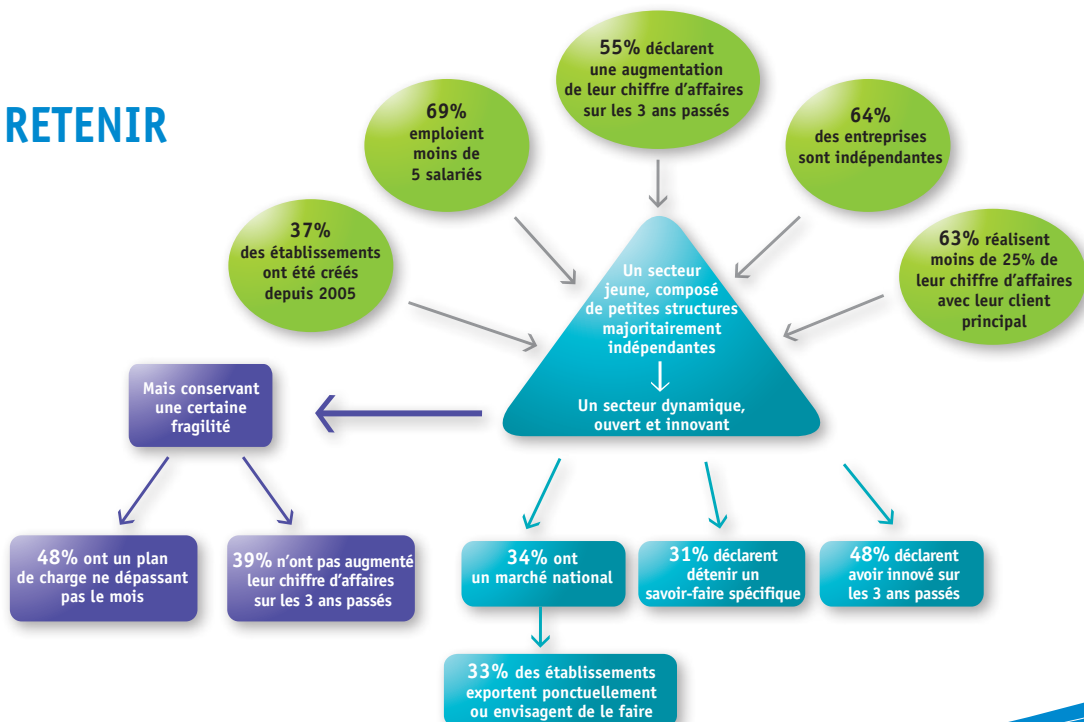 RETENIR
55% déclarent
une augmentation
de leur chiffre d'affaires
sur les 3 ans passés
69%
emploient
moins de
5 salariés
64%
des entreprises
sont indépendantes
37%
des établissements
ont été créés
depuis 2005
63% réalisent
moins de 25% de
leur chiffre d'affaires
avec leur client
principal
Un secteur
jeune, composé
de petites structures
majoritairement
indépendantes
Un secteur dynamique,
ouvert et innovant
Mais conservant
une certaine
fragilité
48% ont un plan
de charge ne dépassant
pas le mois
39% n'ont pas augmenté
leur chiffre d'affaires
sur les 3 ans passés
34% ont
un marché national
31% déclarent
détenir un
savoir-faire spécifique
48% déclarent
avoir innové sur
les 3 ans passés
33% des établissements
exportent ponctuellement
ou envisagent de le faire